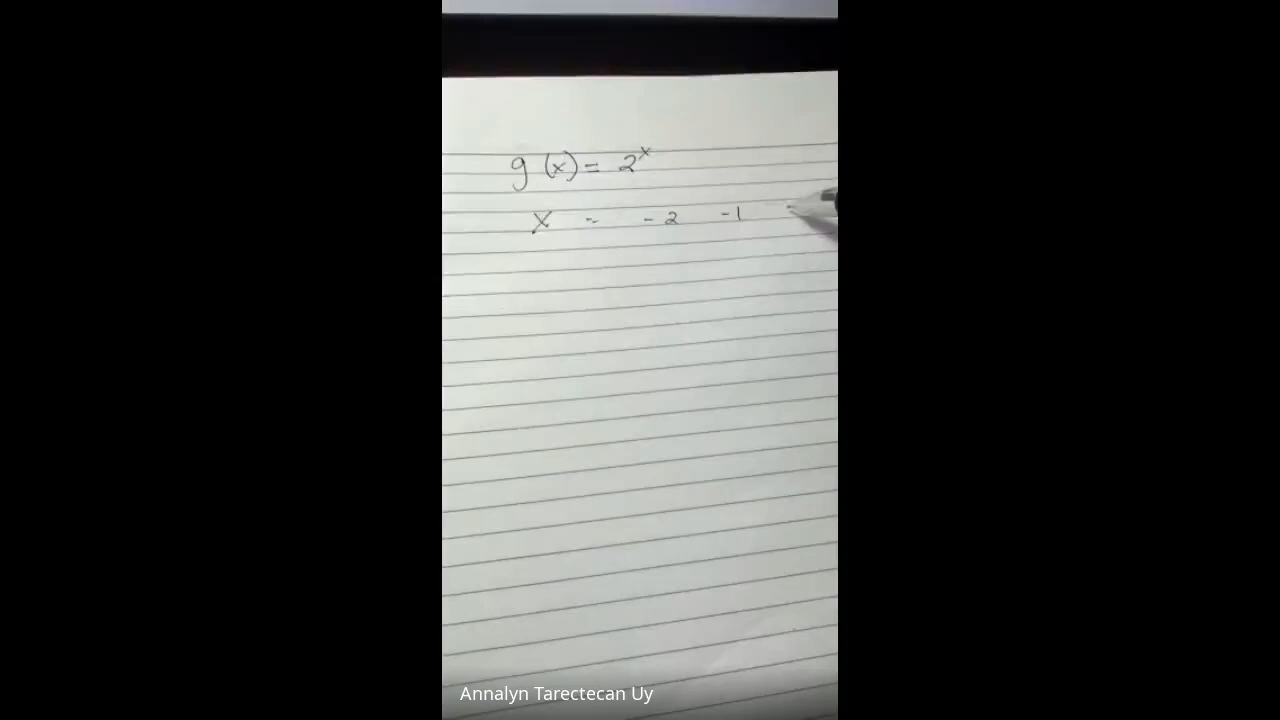 g (x) = 2^x
x = -2 -1
Annalyn Tarectecan Uy